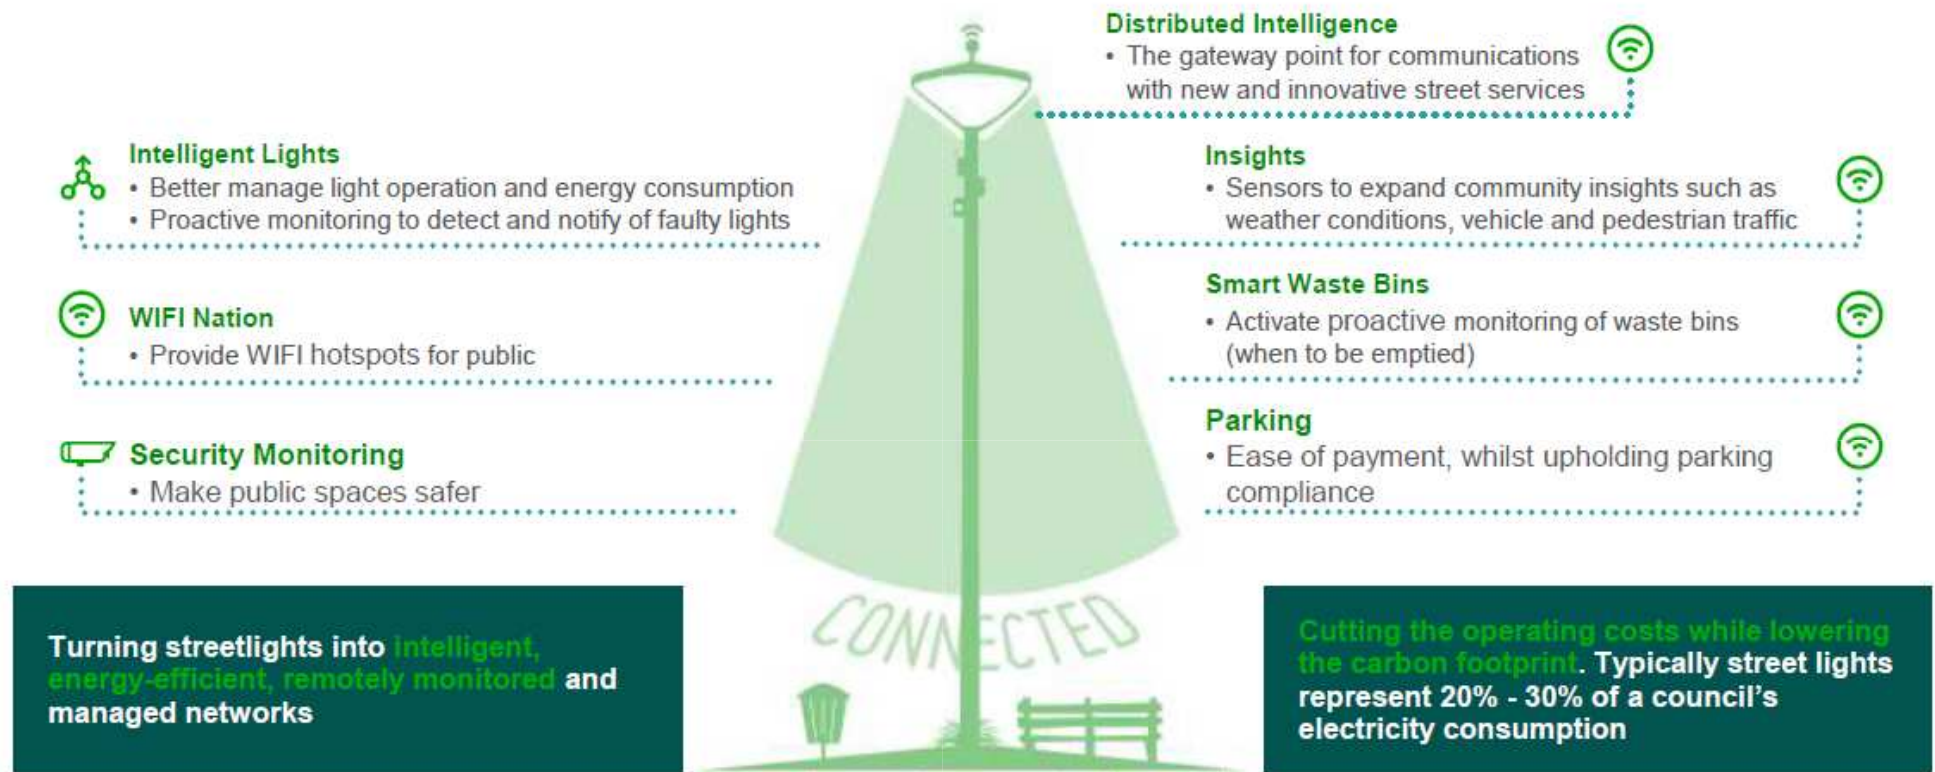 Distributed Intelligence
• The gateway point for communications
with new and innovative street services
Intelligent Lights
• Better manage light operation and energy consumption
• Proactive monitoring to detect and notify of faulty lights
WIFI Nation
• Provide WIFI hotspots for public
Security Monitoring
• Make public spaces safer
Insights
• Sensors to expand community insights such as
weather conditions, vehicle and pedestrian traffic
Smart Waste Bins
• Activate proactive monitoring of waste bins
(when to be emptied)
Parking
• Ease of payment, whilst upholding parking
compliance
CONNECTED
Turning streetlights into intelligent,
energy-efficient, remotely monitored and
managed networks
Cutting the operating costs while lowering
the carbon footprint. Typically street lights
represent 20% - 30% of a council’s
electricity consumption